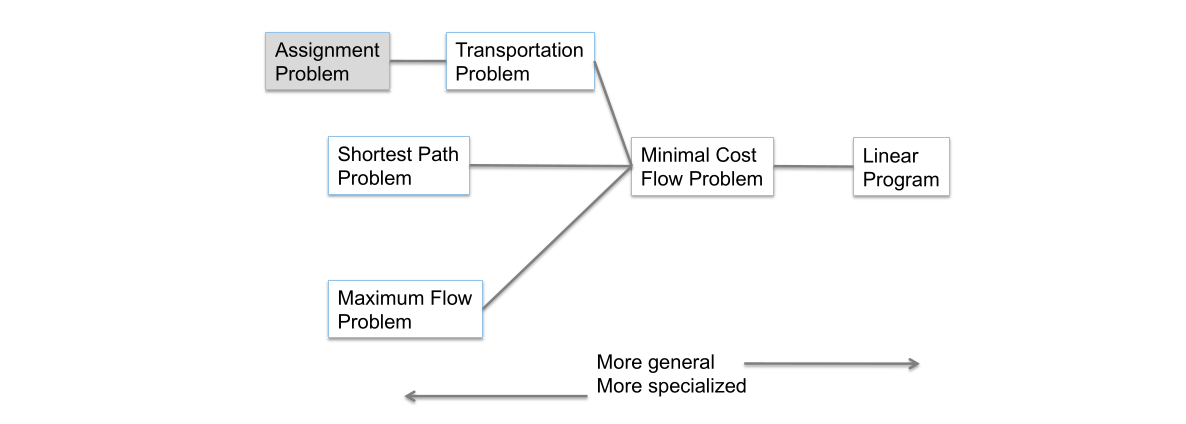 Assignment
Problem
Transportation
Problem
Shortest Path
Problem
Minimal Cost
Flow Problem
Linear
Program
Maximum Flow
Problem
More general
More specialized